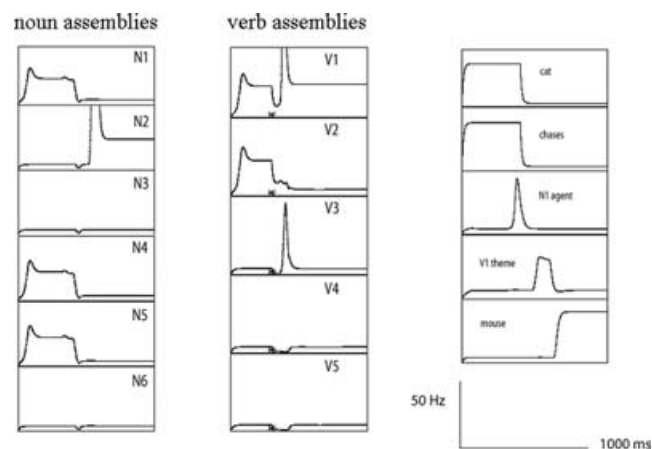 noun assemblies
verb assemblies
N1
N2
N3
N4
N5
N6
V1
V2
V3
V4
V5
cat
chases
N1 agent
V1 theme
mouse
50 Hz
1000 ms